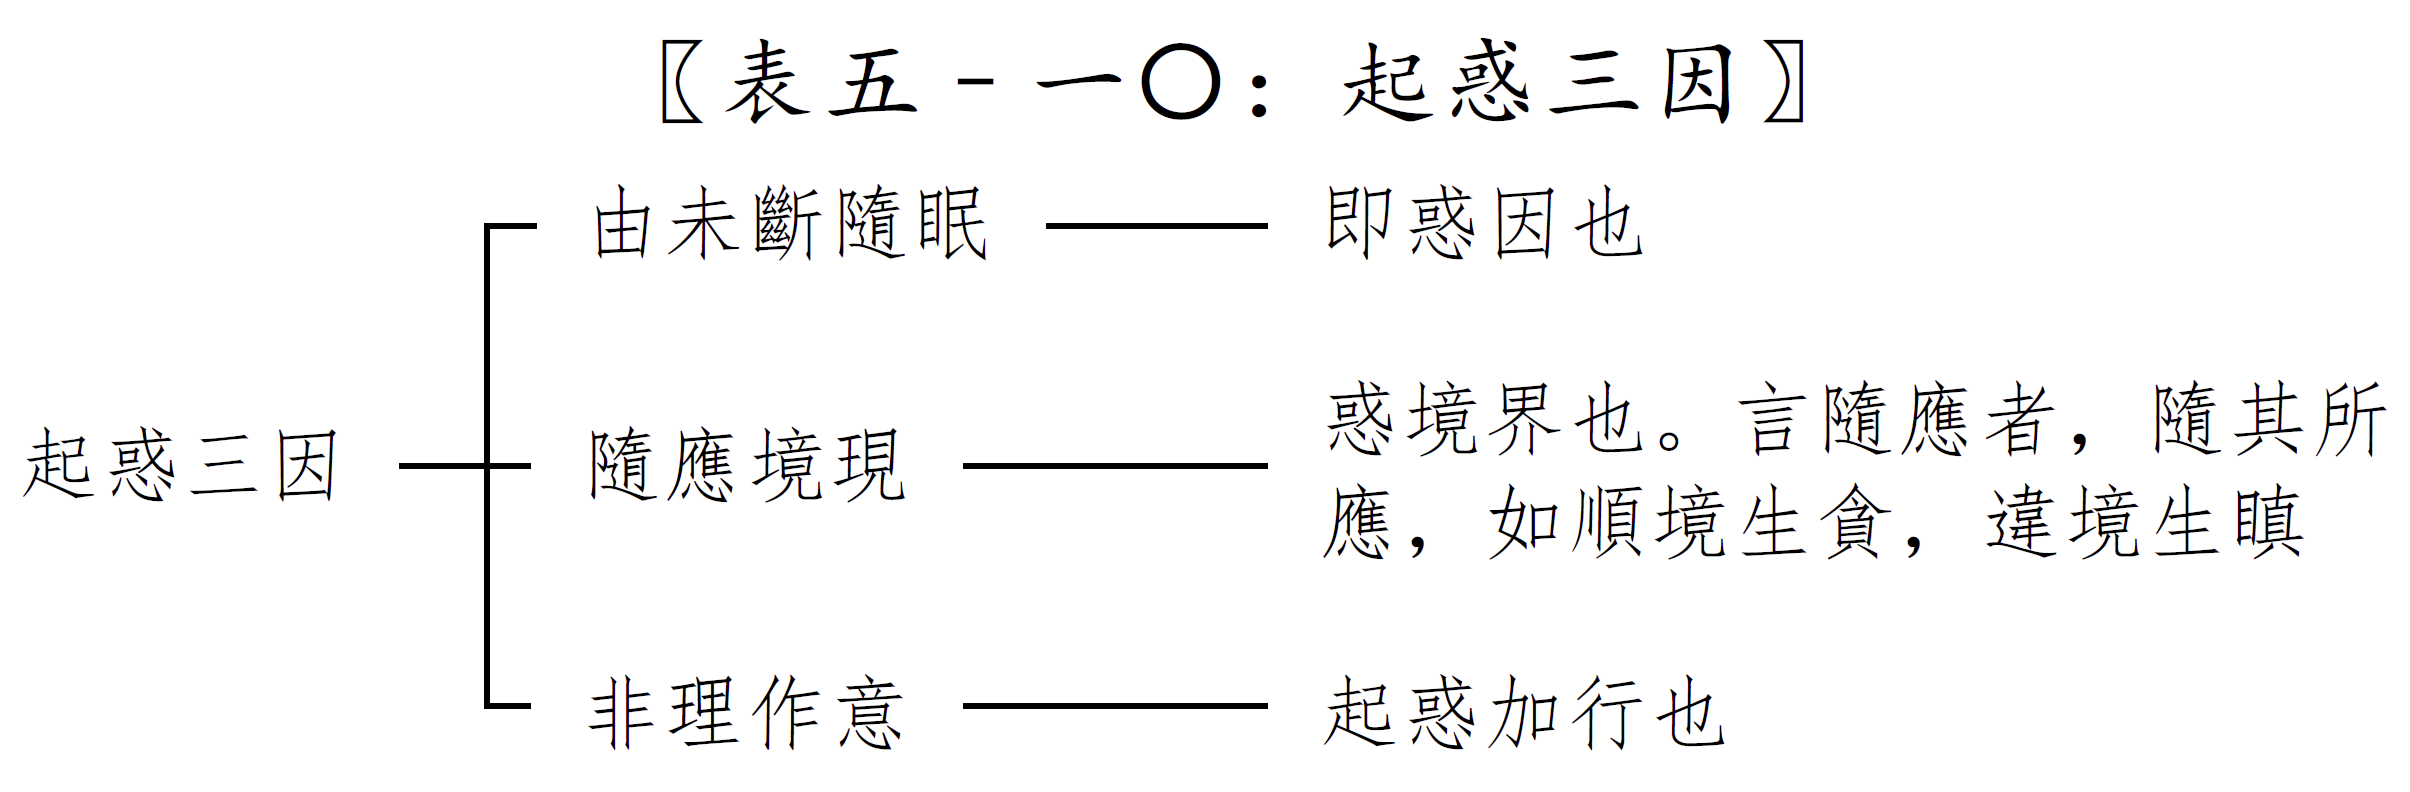 〖表五-一〇：起惑三因〗
由未斷隨眠 即惑因也
起惑三因
隨應境現
惑境界也。言隨應者，隨其所
應，如順境生貪，違境生瞋
非理作意 起惑加行也